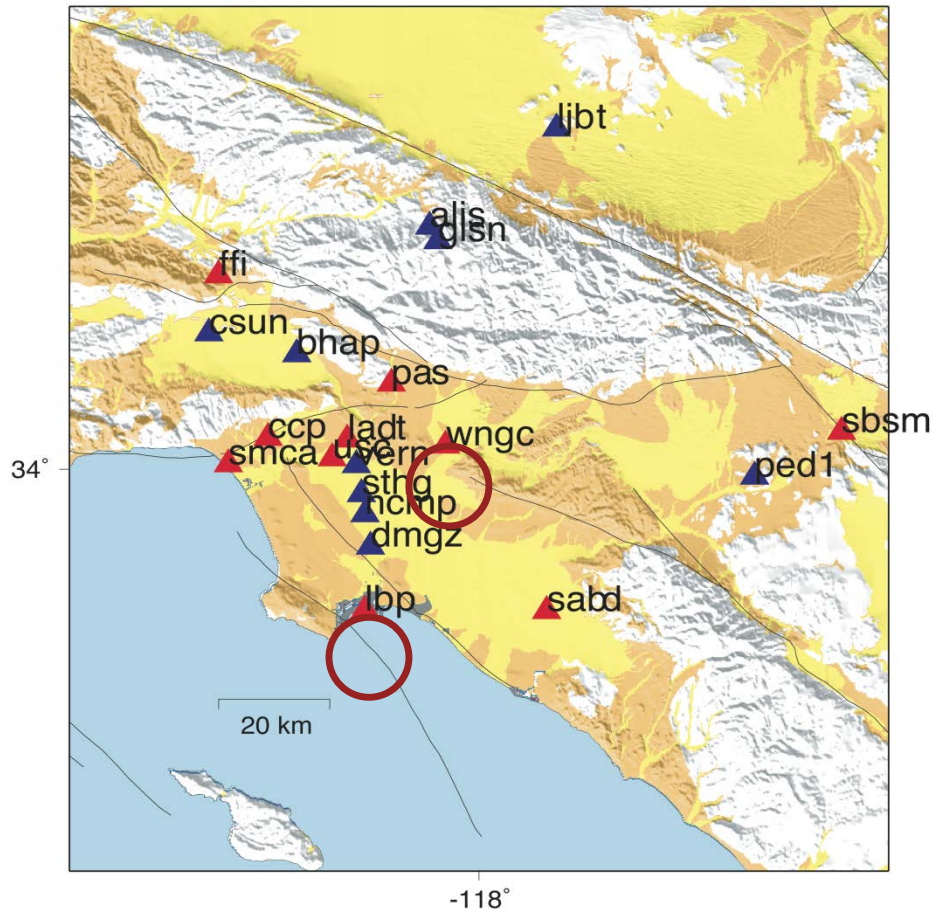 ljbt
aljs
glsn
ffi
csun
bhap
pas
ccp
ladt
wngc
sbsm
smca
usc
vern
34°
ped1
sthg
ncmp
dmgz
lbp
sabd
20 km
-118°